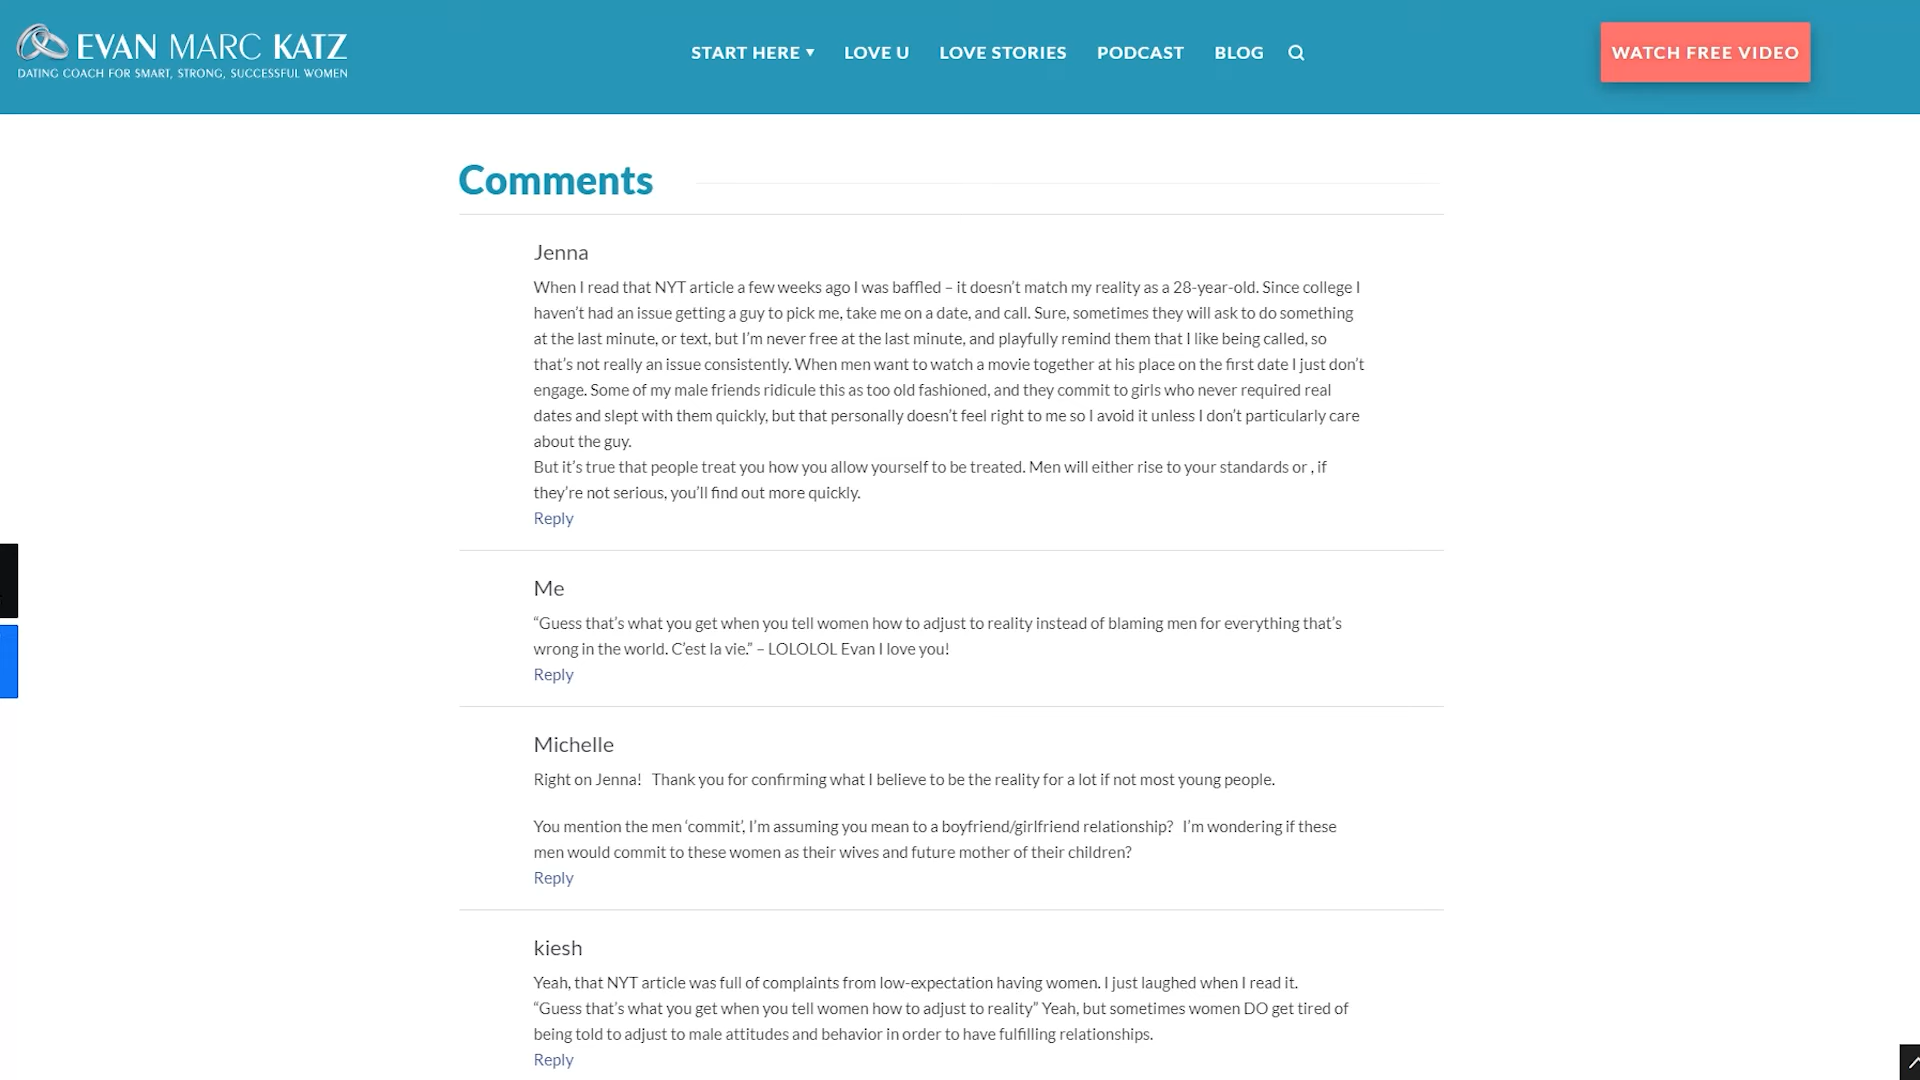 EVAN MARC KATZ
DATING COACH FOR SMART, STRONG, SUCCESSFUL WOMEN
START HERE ▾ LOVE U LOVE STORIES PODCAST BLOG
WATCH FREE VIDEO
Comments
Jenna
When I read that NYT article a few weeks ago I was baffled – it doesn’t match my reality as a 28-year-old. Since college I
haven’t had an issue getting a guy to pick me, take me on a date, and call. Sure, sometimes they will ask to do something
at the last minute, or text, but I’m never free at the last minute, and playfully remind them that I like being called, so
that’s not really an issue consistently. When men want to watch a movie together at his place on the first date I just don’t
engage. Some of my male friends ridicule this as too old fashioned, and they commit to girls who never required real
dates and slept with them quickly, but that personally doesn’t feel right to me so I avoid it unless I don’t particularly care
about the guy.
But it’s true that people treat you how you allow yourself to be treated. Men will either rise to your standards or , if
they’re not serious, you’ll find out more quickly.
Reply
Me
“Guess that’s what you get when you tell women how to adjust to reality instead of blaming men for everything that’s
wrong in the world. C’est la vie.” – LOLOLOL Evan I love you!
Reply
Michelle
Right on Jenna!   Thank you for confirming what I believe to be the reality for a lot if not most young people.
You mention the men ‘commit’, I’m assuming you mean to a boyfriend/girlfriend relationship?   I’m wondering if these
men would commit to these women as their wives and future mother of their children?
Reply
kiesh
Yeah, that NYT article was full of complaints from low-expectation having women. I just laughed when I read it.
“Guess that’s what you get when you tell women how to adjust to reality” Yeah, but sometimes women DO get tired of
being told to adjust to male attitudes and behavior in order to have fulfilling relationships.
Reply